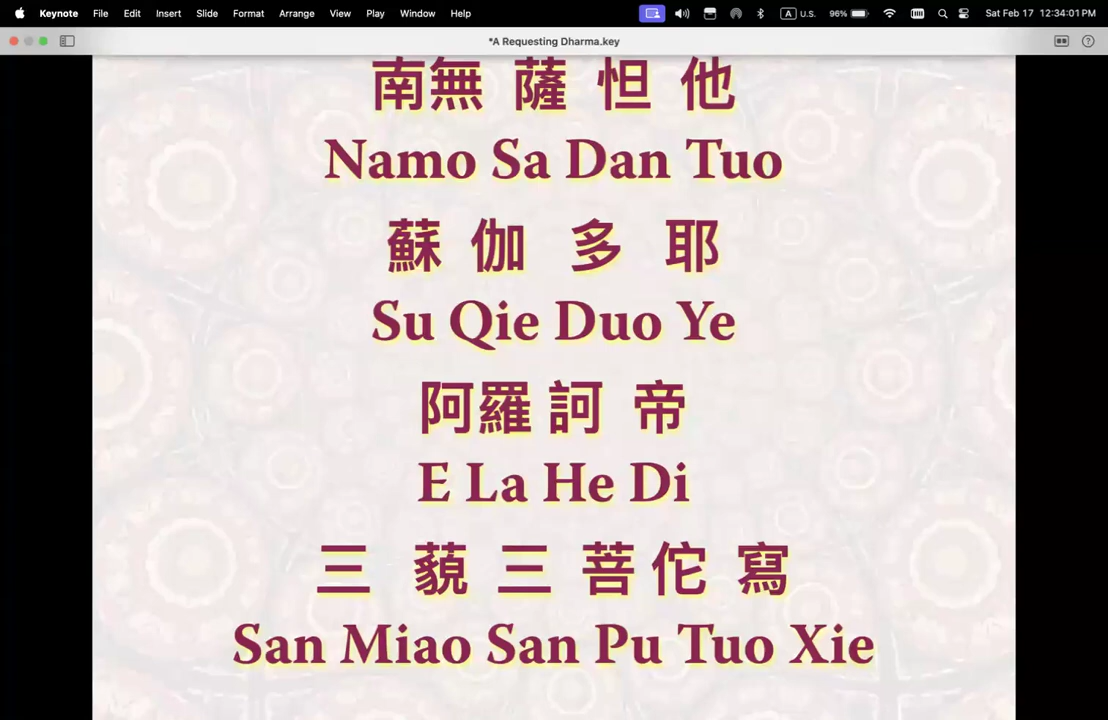 Keynote File Edit Insert Slide Format Arrange View Play Window Help A U.S. 96% Sat Feb 17 12:34:01 PM
*A Requesting Dharma.key
南無 薩 怛 他
Namo Sa Dan Tuo
蘇 伽 多 耶
Su Qie Duo Ye
阿羅 訶 帝
E La He Di
三 藐 三 菩 佗 寫
San Miao San Pu Tuo Xie